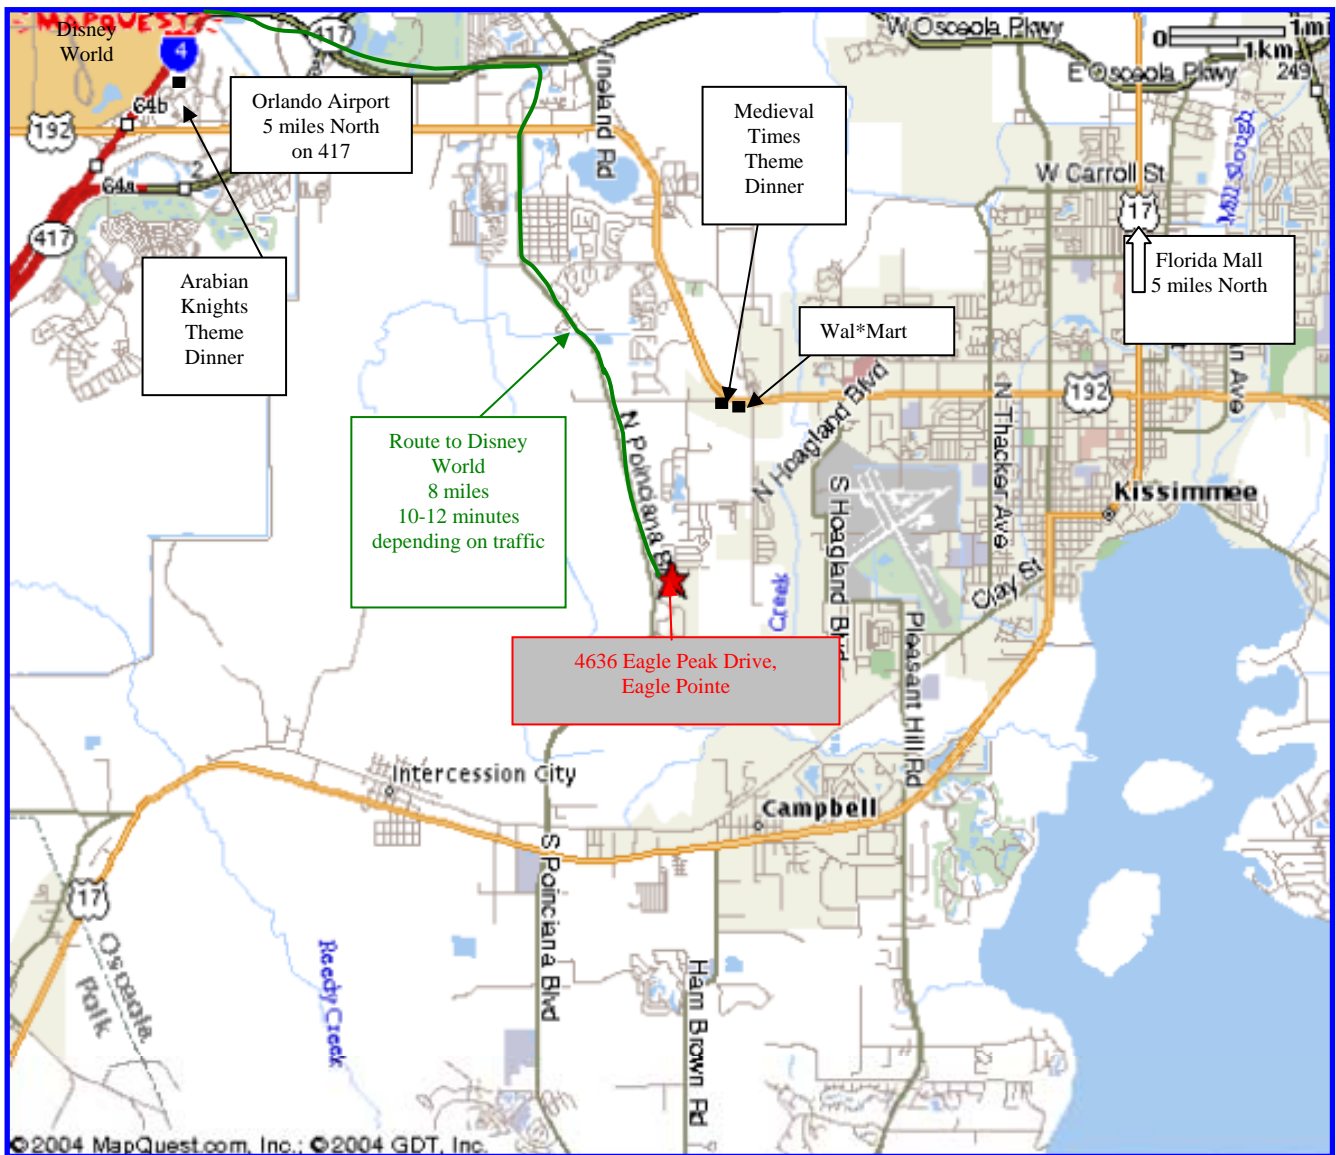 MAPQUEST
Disney
World
4
417
Vineland Rd
W Osceola Pkwy
0
1mi
1km
E Osceola Pkwy
249
64b
192
Orlando Airport
5 miles North
on 417
Medieval
Times
Theme
Dinner
Mill Slough
W Carroll St
17
2
64a
417
Florida Mall
5 miles North
Arabian
Knights
Theme
Dinner
Wal*Mart
192
N Hoagland Blvd
N Thacker Ave
Ave
Route to Disney
World
8 miles
10-12 minutes
depending on traffic
N Poinciana B
S Hoagland Blvd
Kissimmee
Clay St
Creek
Pleasant Hill Rd
4636 Eagle Peak Drive,
Eagle Pointe
Intercession City
Campbell
S Poinciana Blvd
17
Osceola
Polk
Reedy Creek
Ham Brown Rd
©2004 MapQuest.com, Inc.; ©2004 GDT, Inc.